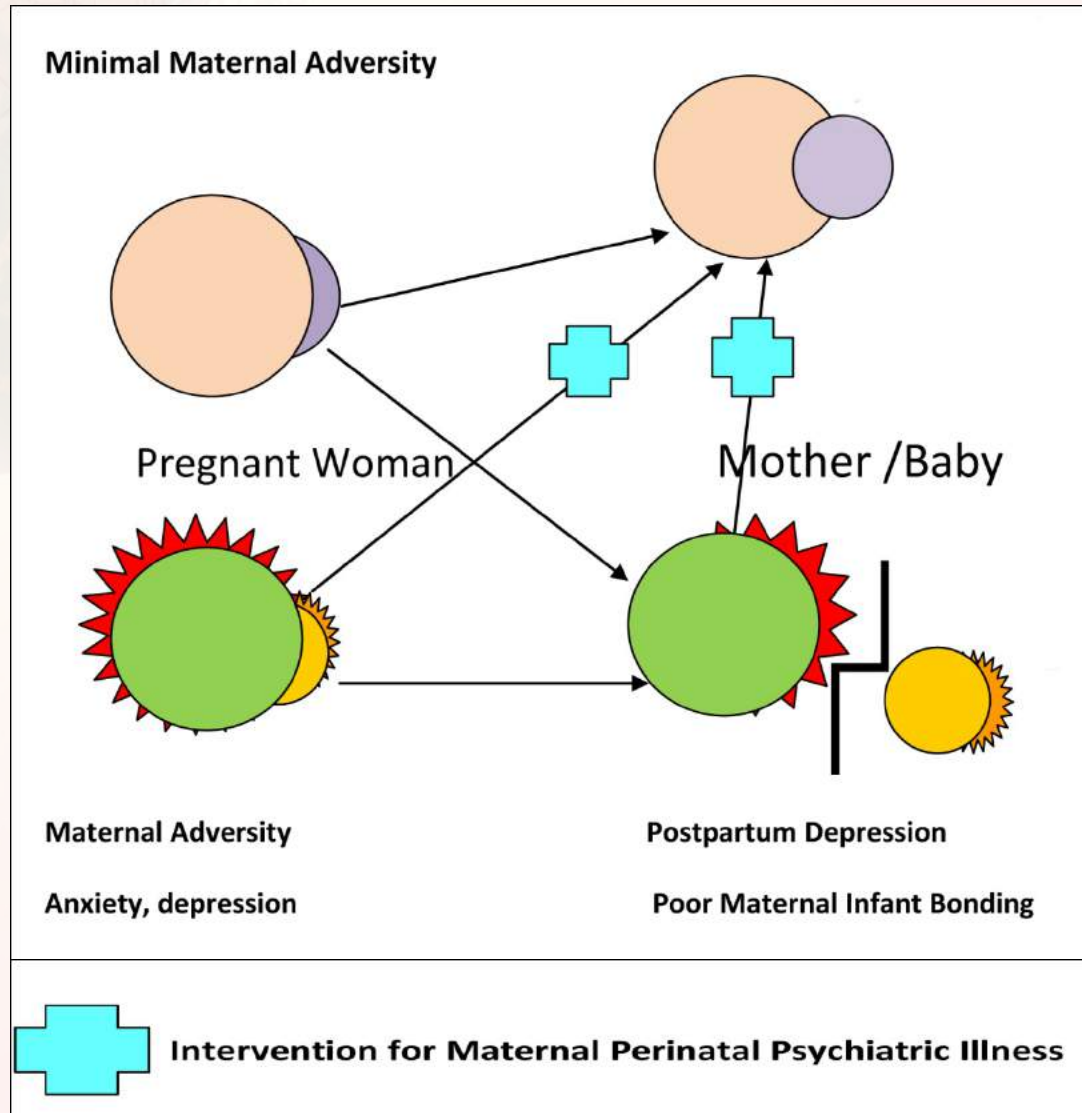 Minimal Maternal Adversity
Pregnant Woman
Mother /Baby
Maternal Adversity
Postpartum Depression
Anxiety, depression
Poor Maternal Infant Bonding
Intervention for Maternal Perinatal Psychiatric Illness